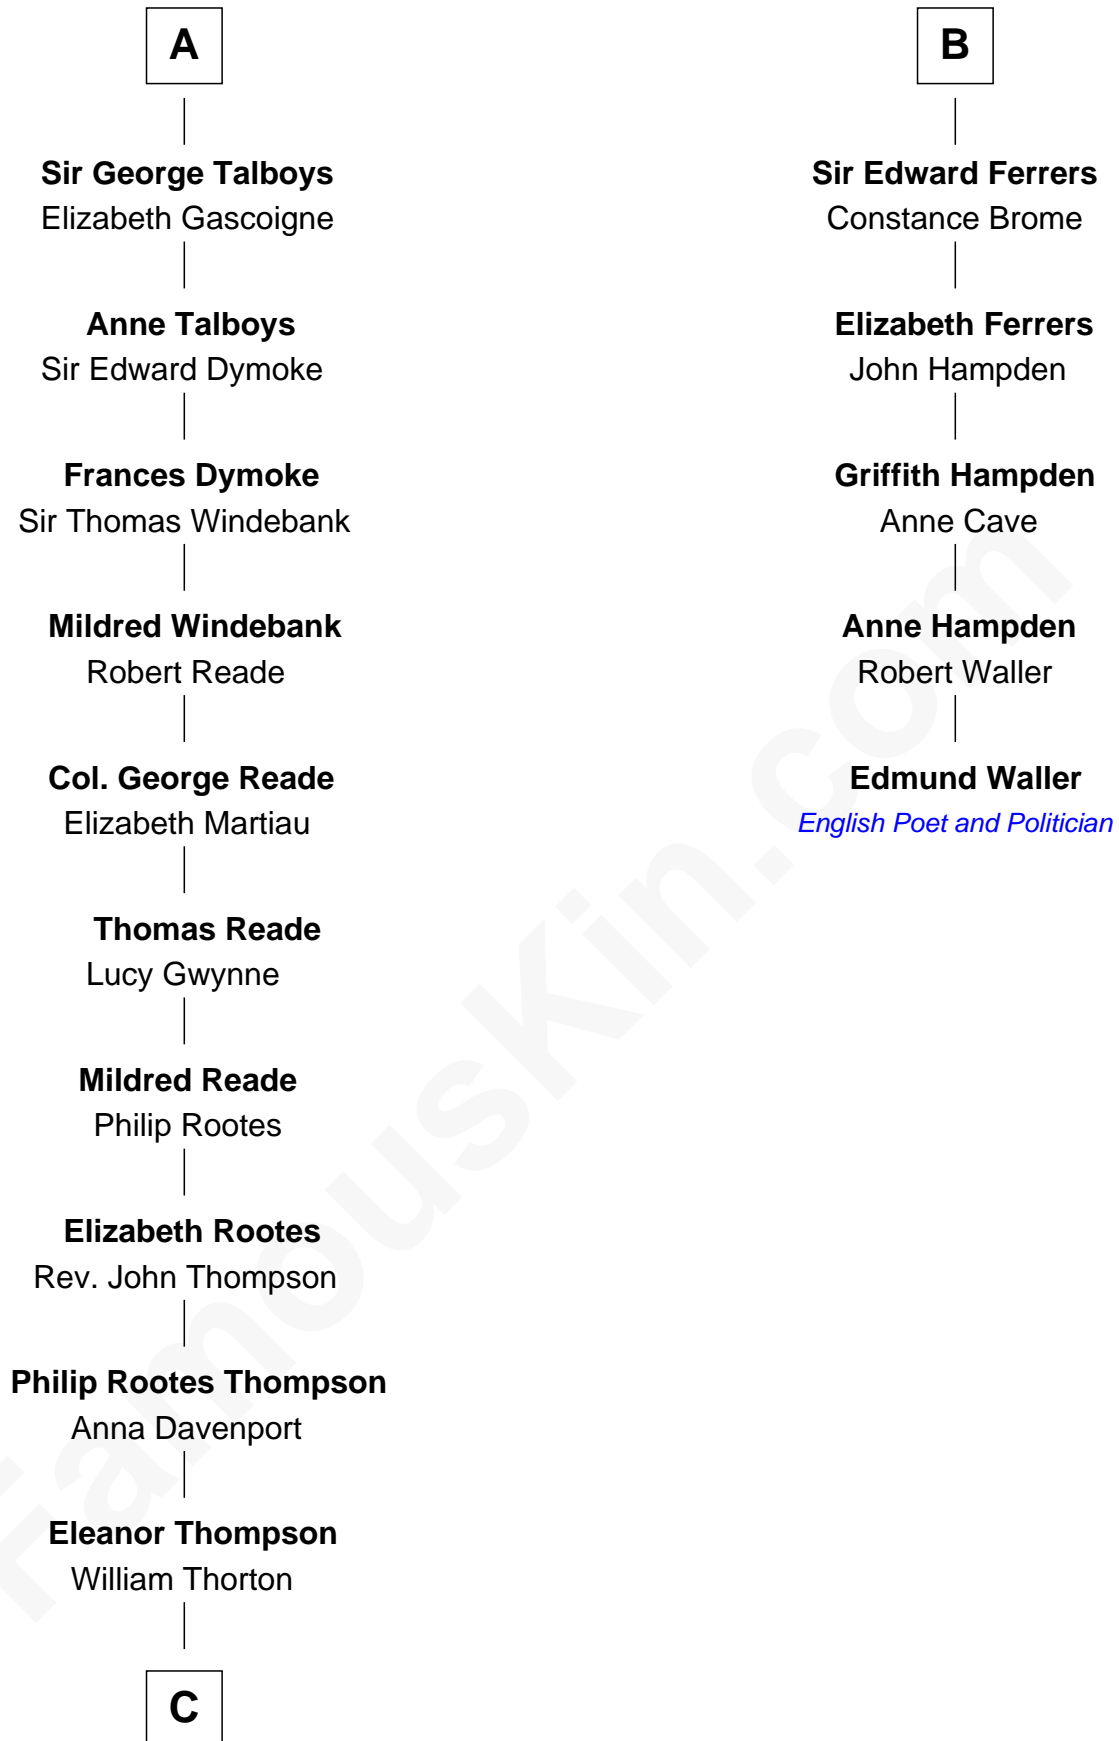 A
Sir George Talboys
Elizabeth Gascoigne
Anne Talboys
Sir Edward Dymoke
Frances Dymoke
Sir Thomas Windebank
Mildred Windebank
Robert Reade
Col. George Reade
Elizabeth Martiau
Thomas Reade
Lucy Gwynne
Mildred Reade
Philip Rootes
Elizabeth Rootes
Rev. John Thompson
Philip Rootes Thompson
Anna Davenport
Eleanor Thompson
William Thorton
C
B
Sir Edward Ferrers
Constance Brome
Elizabeth Ferrers
John Hampden
Griffith Hampden
Anne Cave
Anne Hampden
Robert Waller
Edmund Waller
English Poet and Politician
FamousKin.com